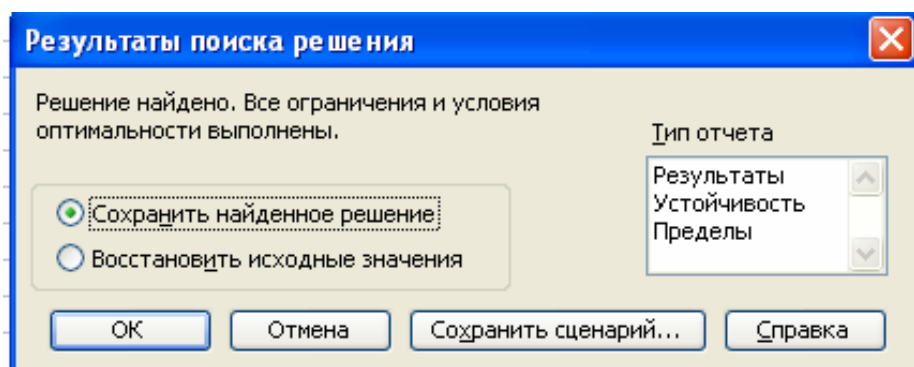 Результаты поиска решения
Решение найдено. Все ограничения и условия
оптимальности выполнены.
Тип отчета
Результаты
Устойчивость
Пределы
Сохранить найденное решение
Восстановить исходные значения
ОК
Отмена
Сохранить сценарий...
Справка